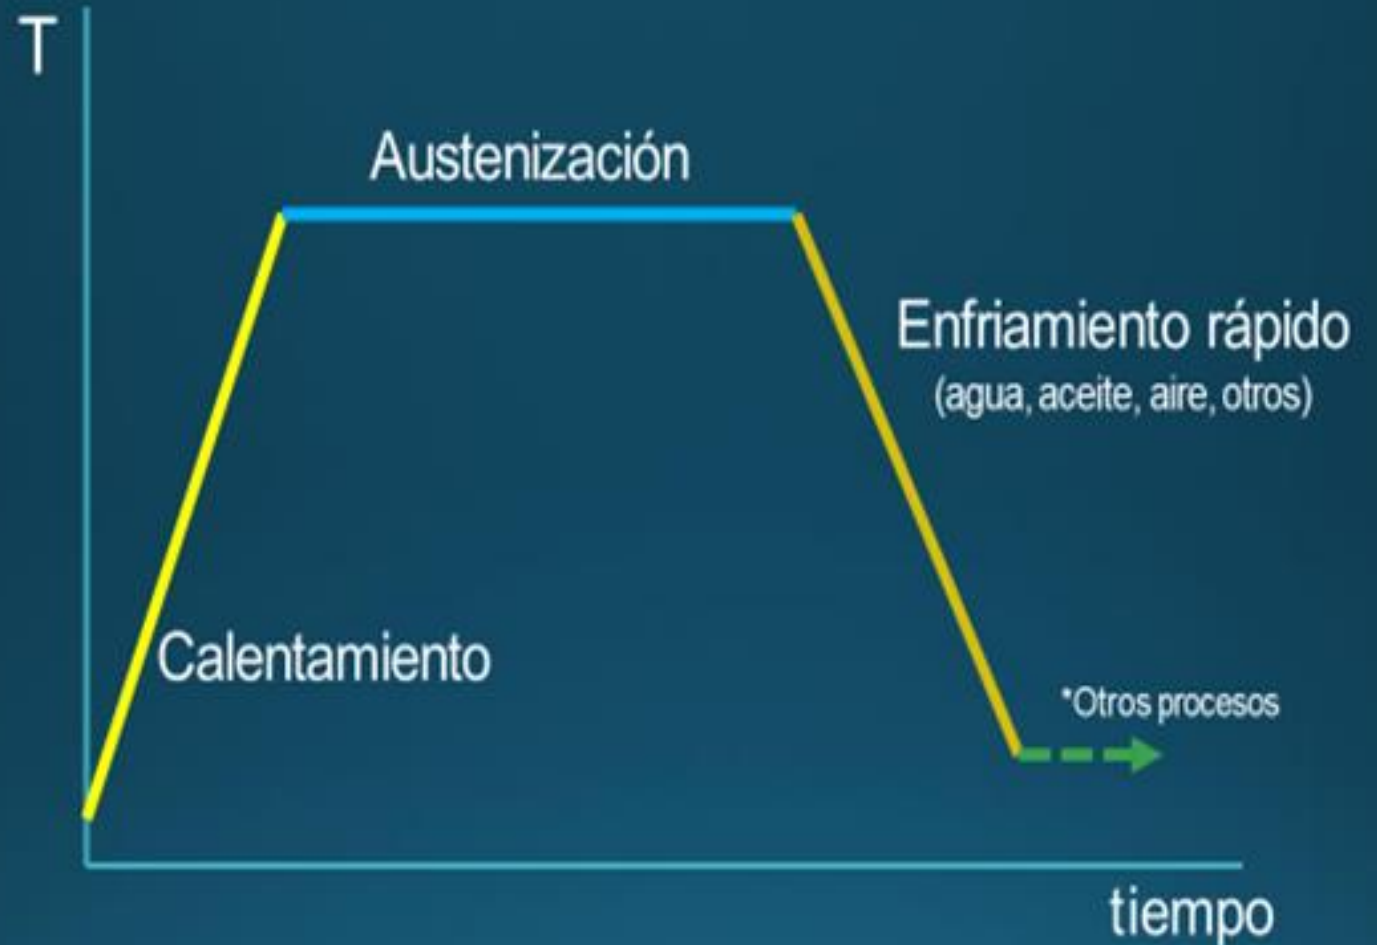 T
Austenización
Enfriamiento rápido
(agua, aceite, aire, otros)
Calentamiento
*Otros procesos
tiempo